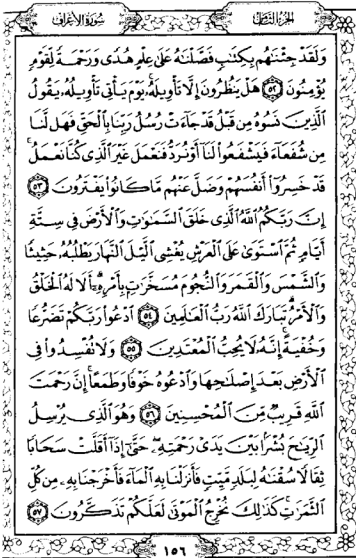 الجزء الثامن
سورة الأعراف
وَلَقَدْ جِئْنَٰهُم بِكِتَٰبٍ فَصَّلْنَٰهُ عَلَىٰ عِلْمٍ هُدًى وَرَحْمَةً لِّقَوْمٍ
يُؤْمِنُونَ ٥٢ هَلْ يَنظُرُونَ إِلَّا تَأْوِيلَهُۥ يَوْمَ يَأْتِى تَأْوِيلُهُۥ يَقُولُ
ٱلَّذِينَ نَسُوهُ مِن قَبْلُ قَدْ جَآءَتْ رُسُلُ رَبِّنَا بِٱلْحَقِّ فَهَل لَّنَا
مِن شُفَعَآءَ فَيَشْفَعُوا۟ لَنَآ أَوْ نُرَدُّ فَنَعْمَلَ غَيْرَ ٱلَّذِى كُنَّا نَعْمَلُ
قَدْ خَسِرُوٓا۟ أَنفُسَهُمْ وَضَلَّ عَنْهُم مَّا كَانُوا۟ يَفْتَرُونَ ٥٣
إِنَّ رَبَّكُمُ ٱللَّهُ ٱلَّذِى خَلَقَ ٱلسَّمَٰوَٰتِ وَٱلْأَرْضَ فِى سِتَّةِ
أَيَّامٍ ثُمَّ ٱسْتَوَىٰ عَلَى ٱلْعَرْشِ يُغْشِى ٱلَّيْلَ ٱلنَّهَارَ يَطْلُبُهُۥ حَثِيثًا
وَٱلشَّمْسَ وَٱلْقَمَرَ وَٱلنُّجُومَ مُسَخَّرَٰتٍۭ بِأَمْرِهِۦٓ أَلَا لَهُ ٱلْخَلْقُ
وَٱلْأَمْرُ تَبَارَكَ ٱللَّهُ رَبُّ ٱلْعَٰلَمِينَ ٥٤ ٱدْعُوا۟ رَبَّكُمْ تَضَرُّعًا
وَخُفْيَةً إِنَّهُۥ لَا يُحِبُّ ٱلْمُعْتَدِينَ ٥٥ وَلَا تُفْسِدُوا۟ فِى
ٱلْأَرْضِ بَعْدَ إِصْلَٰحِهَا وَٱدْعُوهُ خَوْفًا وَطَمَعًا إِنَّ رَحْمَتَ
ٱللَّهِ قَرِيبٌ مِّنَ ٱلْمُحْسِنِينَ ٥٦ وَهُوَ ٱلَّذِى يُرْسِلُ
ٱلرِّيَٰحَ بُشْرًۢا بَيْنَ يَدَىْ رَحْمَتِهِۦ حَتَّىٰٓ إِذَآ أَقَلَّتْ سَحَابًا
ثِقَالًا سُقْنَٰهُ لِبَلَدٍ مَّيِّتٍ فَأَنزَلْنَا بِهِ ٱلْمَآءَ فَأَخْرَجْنَا بِهِۦ مِن كُلِّ
ٱلثَّمَرَٰتِ كَذَٰلِكَ نُخْرِجُ ٱلْمَوْتَىٰ لَعَلَّكُمْ تَذَكَّرُونَ ٥٧
١٥٦